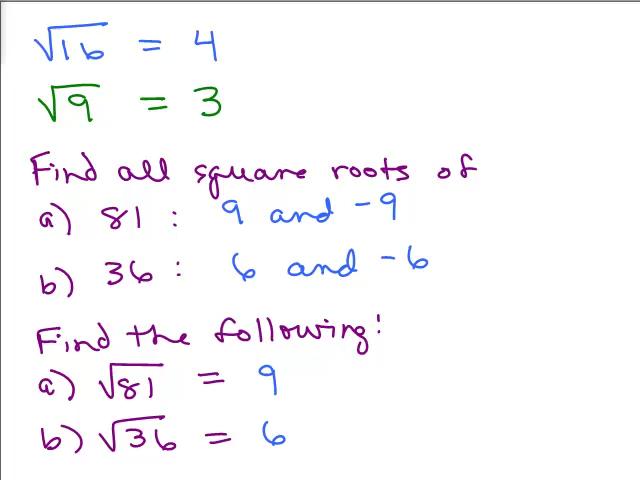 √16 = 4
√9 = 3
Find all square roots of
a) 81 : 9 and -9
b) 36 : 6 and -6
Find the following:
a) √81 = 9
b) √36 = 6